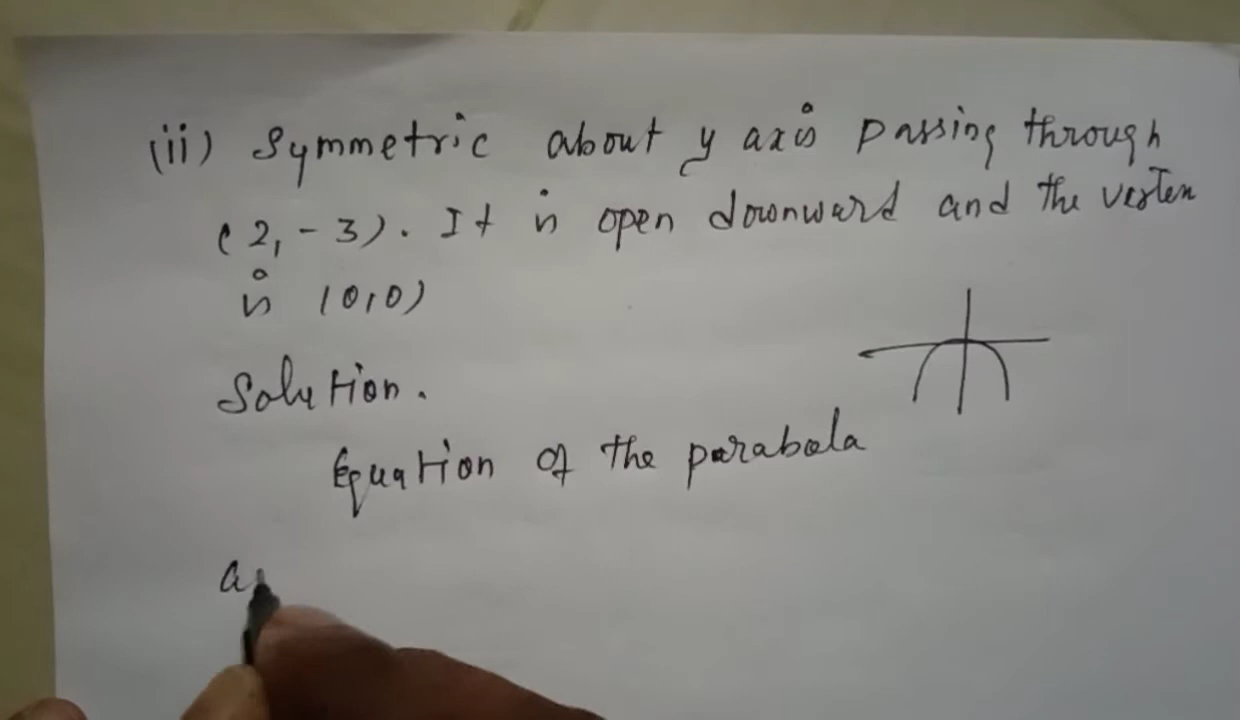 (ii) Symmetric about y axis passing through
(2, -3). It is open downward and the vertex
is (0,0)
Solution.
Equation of the parabola
a